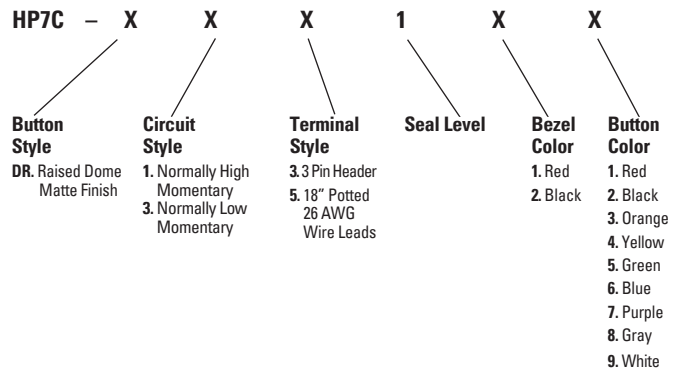 HP7C – X X X 1 X X
Button Style
DR. Raised Dome Matte Finish
Circuit Style
1. Normally High Momentary
3. Normally Low Momentary
Terminal Style
3. 3 Pin Header
5. 18" Potted 26 AWG Wire Leads
Seal Level
Bezel Color
1. Red
2. Black
Button Color
1. Red
2. Black
3. Orange
4. Yellow
5. Green
6. Blue
7. Purple
8. Gray
9. White